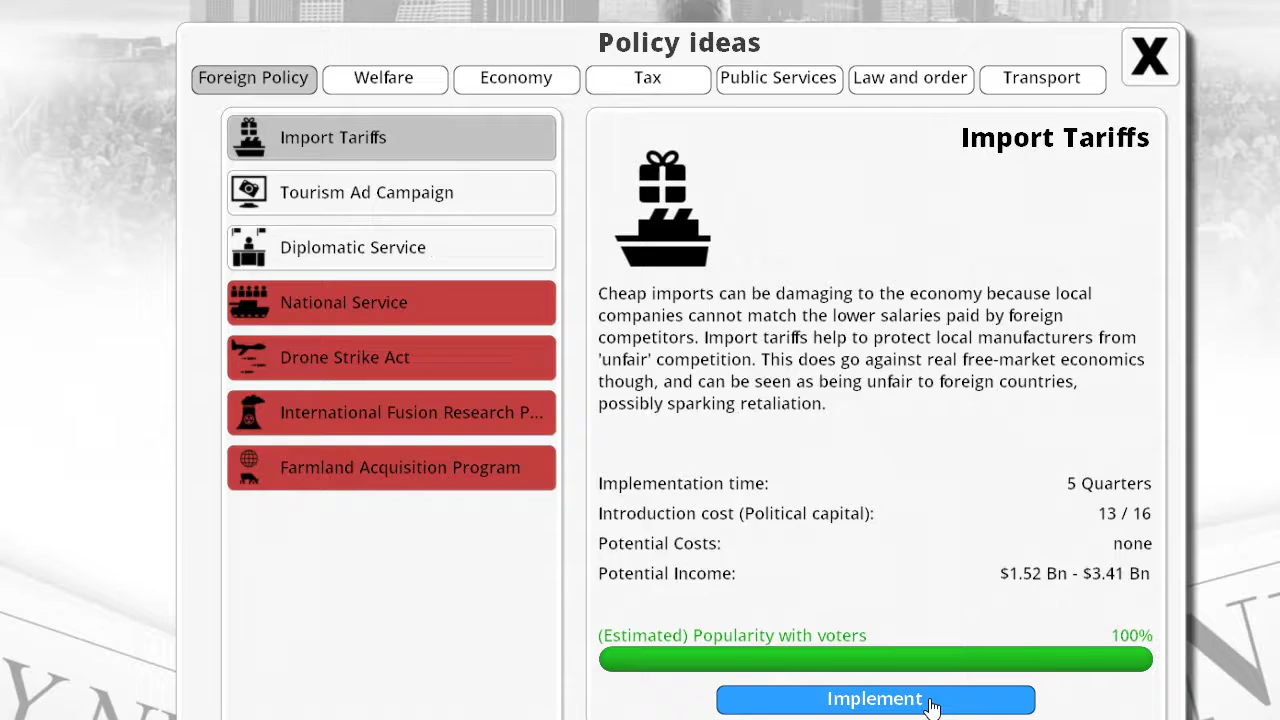 Policy ideas
X
Foreign Policy
Welfare
Economy
Tax
Public Services
Law and order
Transport
Import Tariffs
Tourism Ad Campaign
Diplomatic Service
National Service
Drone Strike Act
International Fusion Research P...
Farmland Acquisition Program
Import Tariffs
Cheap imports can be damaging to the economy because local
companies cannot match the lower salaries paid by foreign
competitors. Import tariffs help to protect local manufacturers from
'unfair' competition. This does go against real free-market economics
though, and can be seen as being unfair to foreign countries,
possibly sparking retaliation.
Implementation time: 5 Quarters
Introduction cost (Political capital): 13 / 16
Potential Costs: none
Potential Income: $1.52 Bn - $3.41 Bn
(Estimated) Popularity with voters 100%
Implement